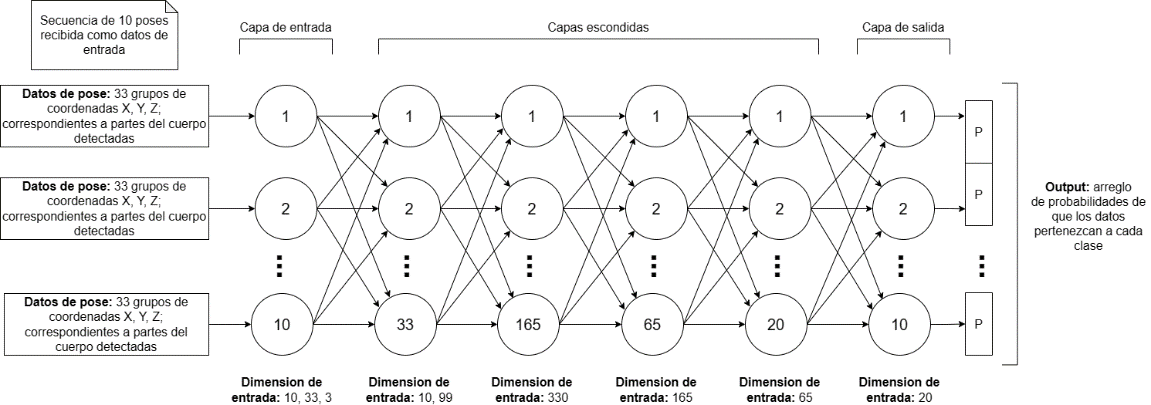 Secuencia de 10 poses
recibida como datos de
entrada
Capa de entrada
Capas escondidas
Capa de salida
Datos de pose: 33 grupos de
coordenadas X, Y, Z;
correspondientes a partes del cuerpo
detectadas
1
1
1
1
1
1
P
Datos de pose: 33 grupos de
coordenadas X, Y, Z;
correspondientes a partes del cuerpo
detectadas
2
2
2
2
2
2
P
Output: arreglo
de probabilidades de
que los datos
pertenezcan a cada
clase
Datos de pose: 33 grupos de
coordenadas X, Y, Z;
correspondientes a partes del
cuerpo detectadas
10
33
165
65
20
10
P
Dimension de
entrada: 10, 33, 3
Dimension de
entrada: 10, 99
Dimension de
entrada: 330
Dimension de
entrada: 165
Dimension de
entrada: 65
Dimension de
entrada: 20